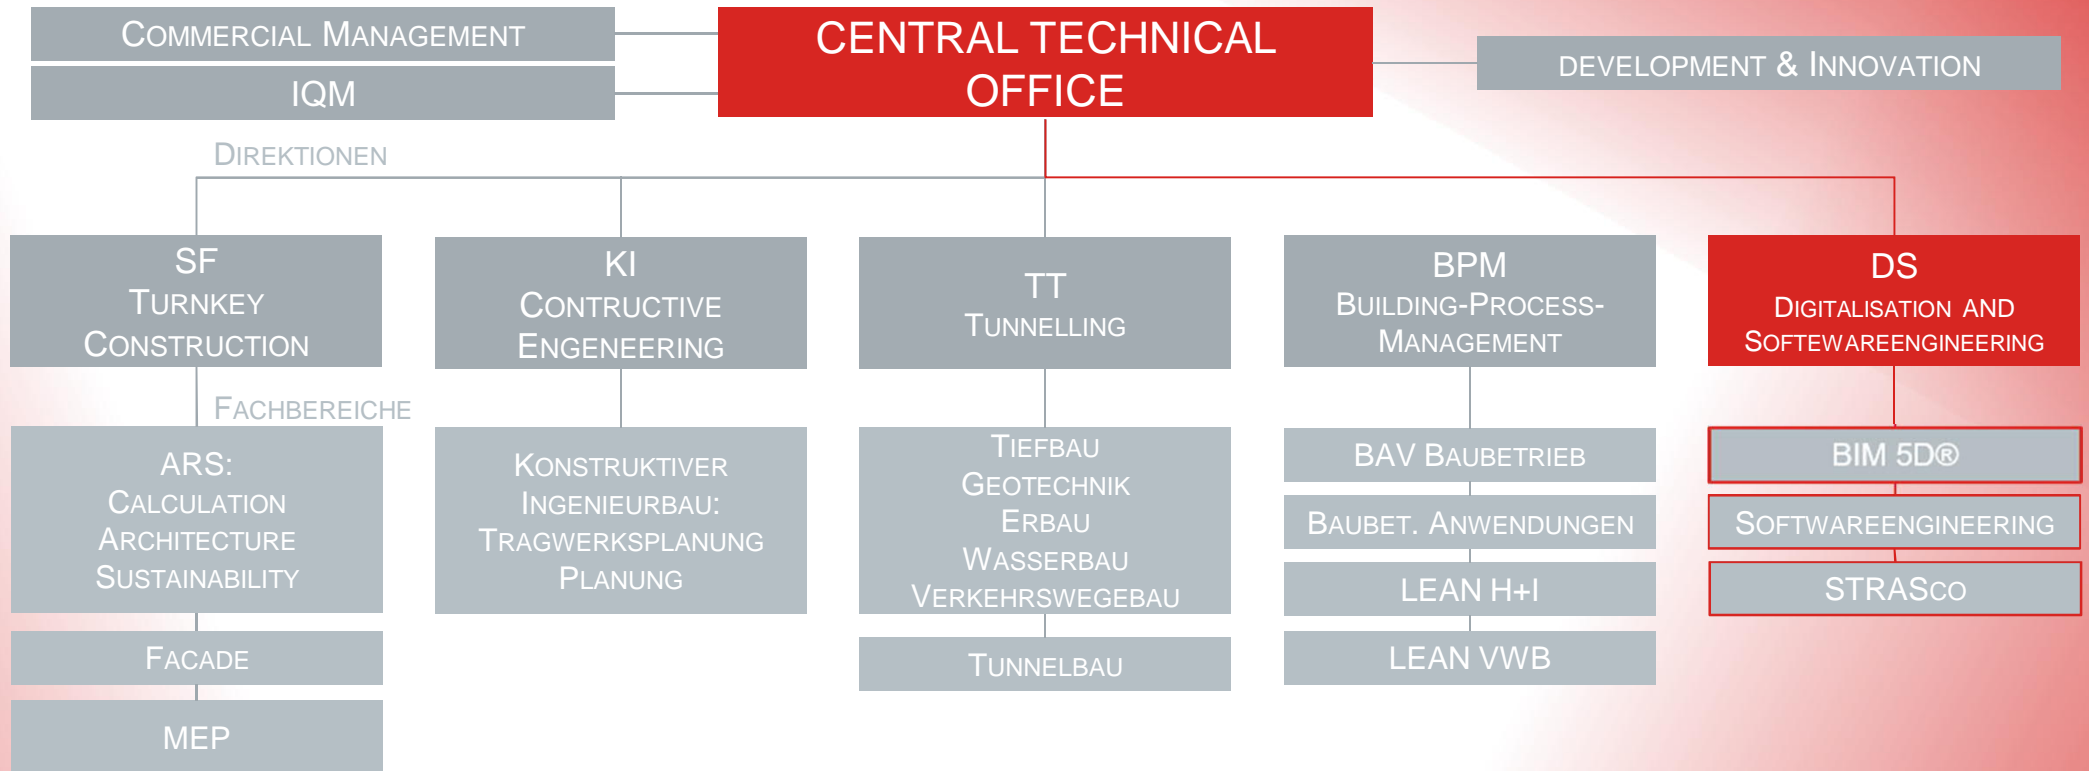 COMMERCIAL MANAGEMENT
IQM
CENTRAL TECHNICAL
OFFICE
DEVELOPMENT & INNOVATION
DIREKTIONEN
SF
TURNKEY
CONSTRUCTION
KI
CONTRUCTIVE
ENGENEERING
TT
TUNNELLING
BPM
BUILDING-PROCESS-
MANAGEMENT
DS
DIGITALISATION AND
SOFTEWAREENGINEERING
FACHBEREICHE
ARS:
CALCULATION
ARCHITECTURE
SUSTAINABILITY
FACADE
MEP
KONSTRUKTIVER
INGENIEURBAU:
TRAGWERKSPLANUNG
PLANUNG
TIEFBAU
GEOTECHNIK
ERBAU
WASSERBAU
VERKEHRSWEGEBAU
TUNNELBAU
BAV BAUBETRIEB
BAUBET. ANWENDUNGEN
LEAN H+I
LEAN VWB
BIM 5D®
SOFTWAREENGINEERING
STRASCO